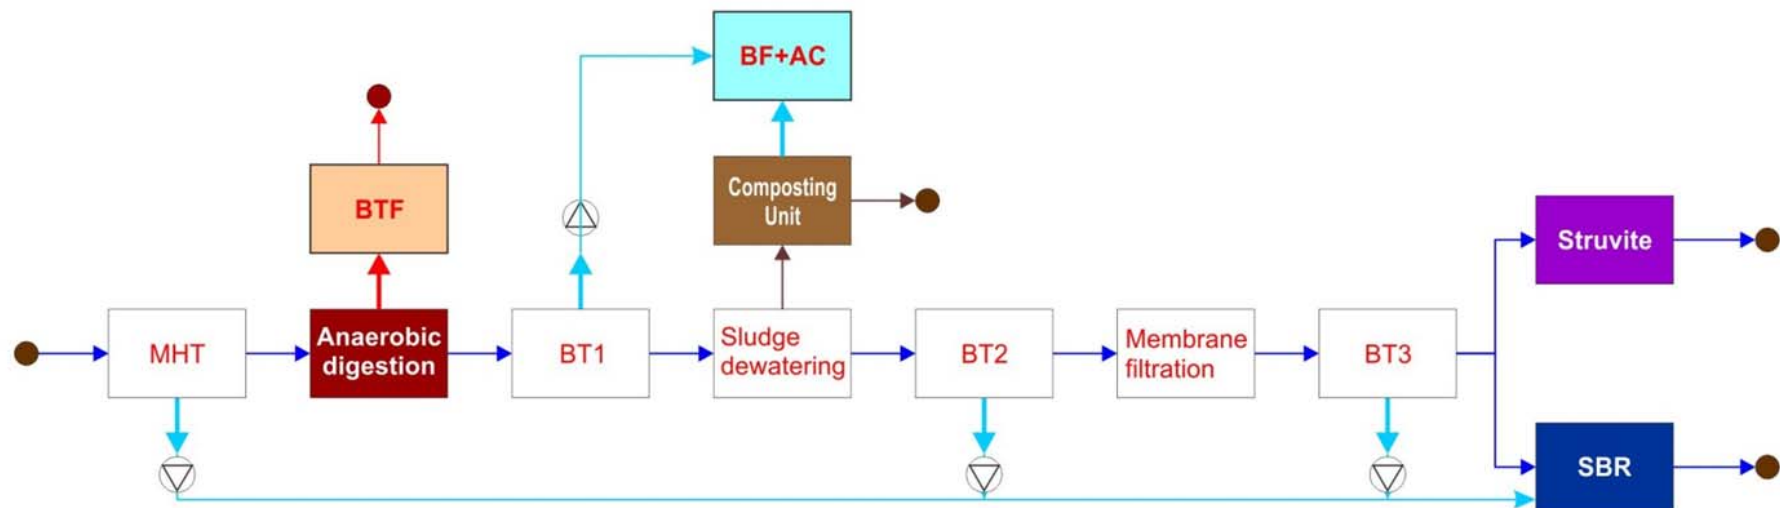 BF+AC
BTF
Composting
Unit
Struvite
MHT
Anaerobic
digestion
BT1
Sludge
dewatering
BT2
Membrane
filtration
BT3
SBR